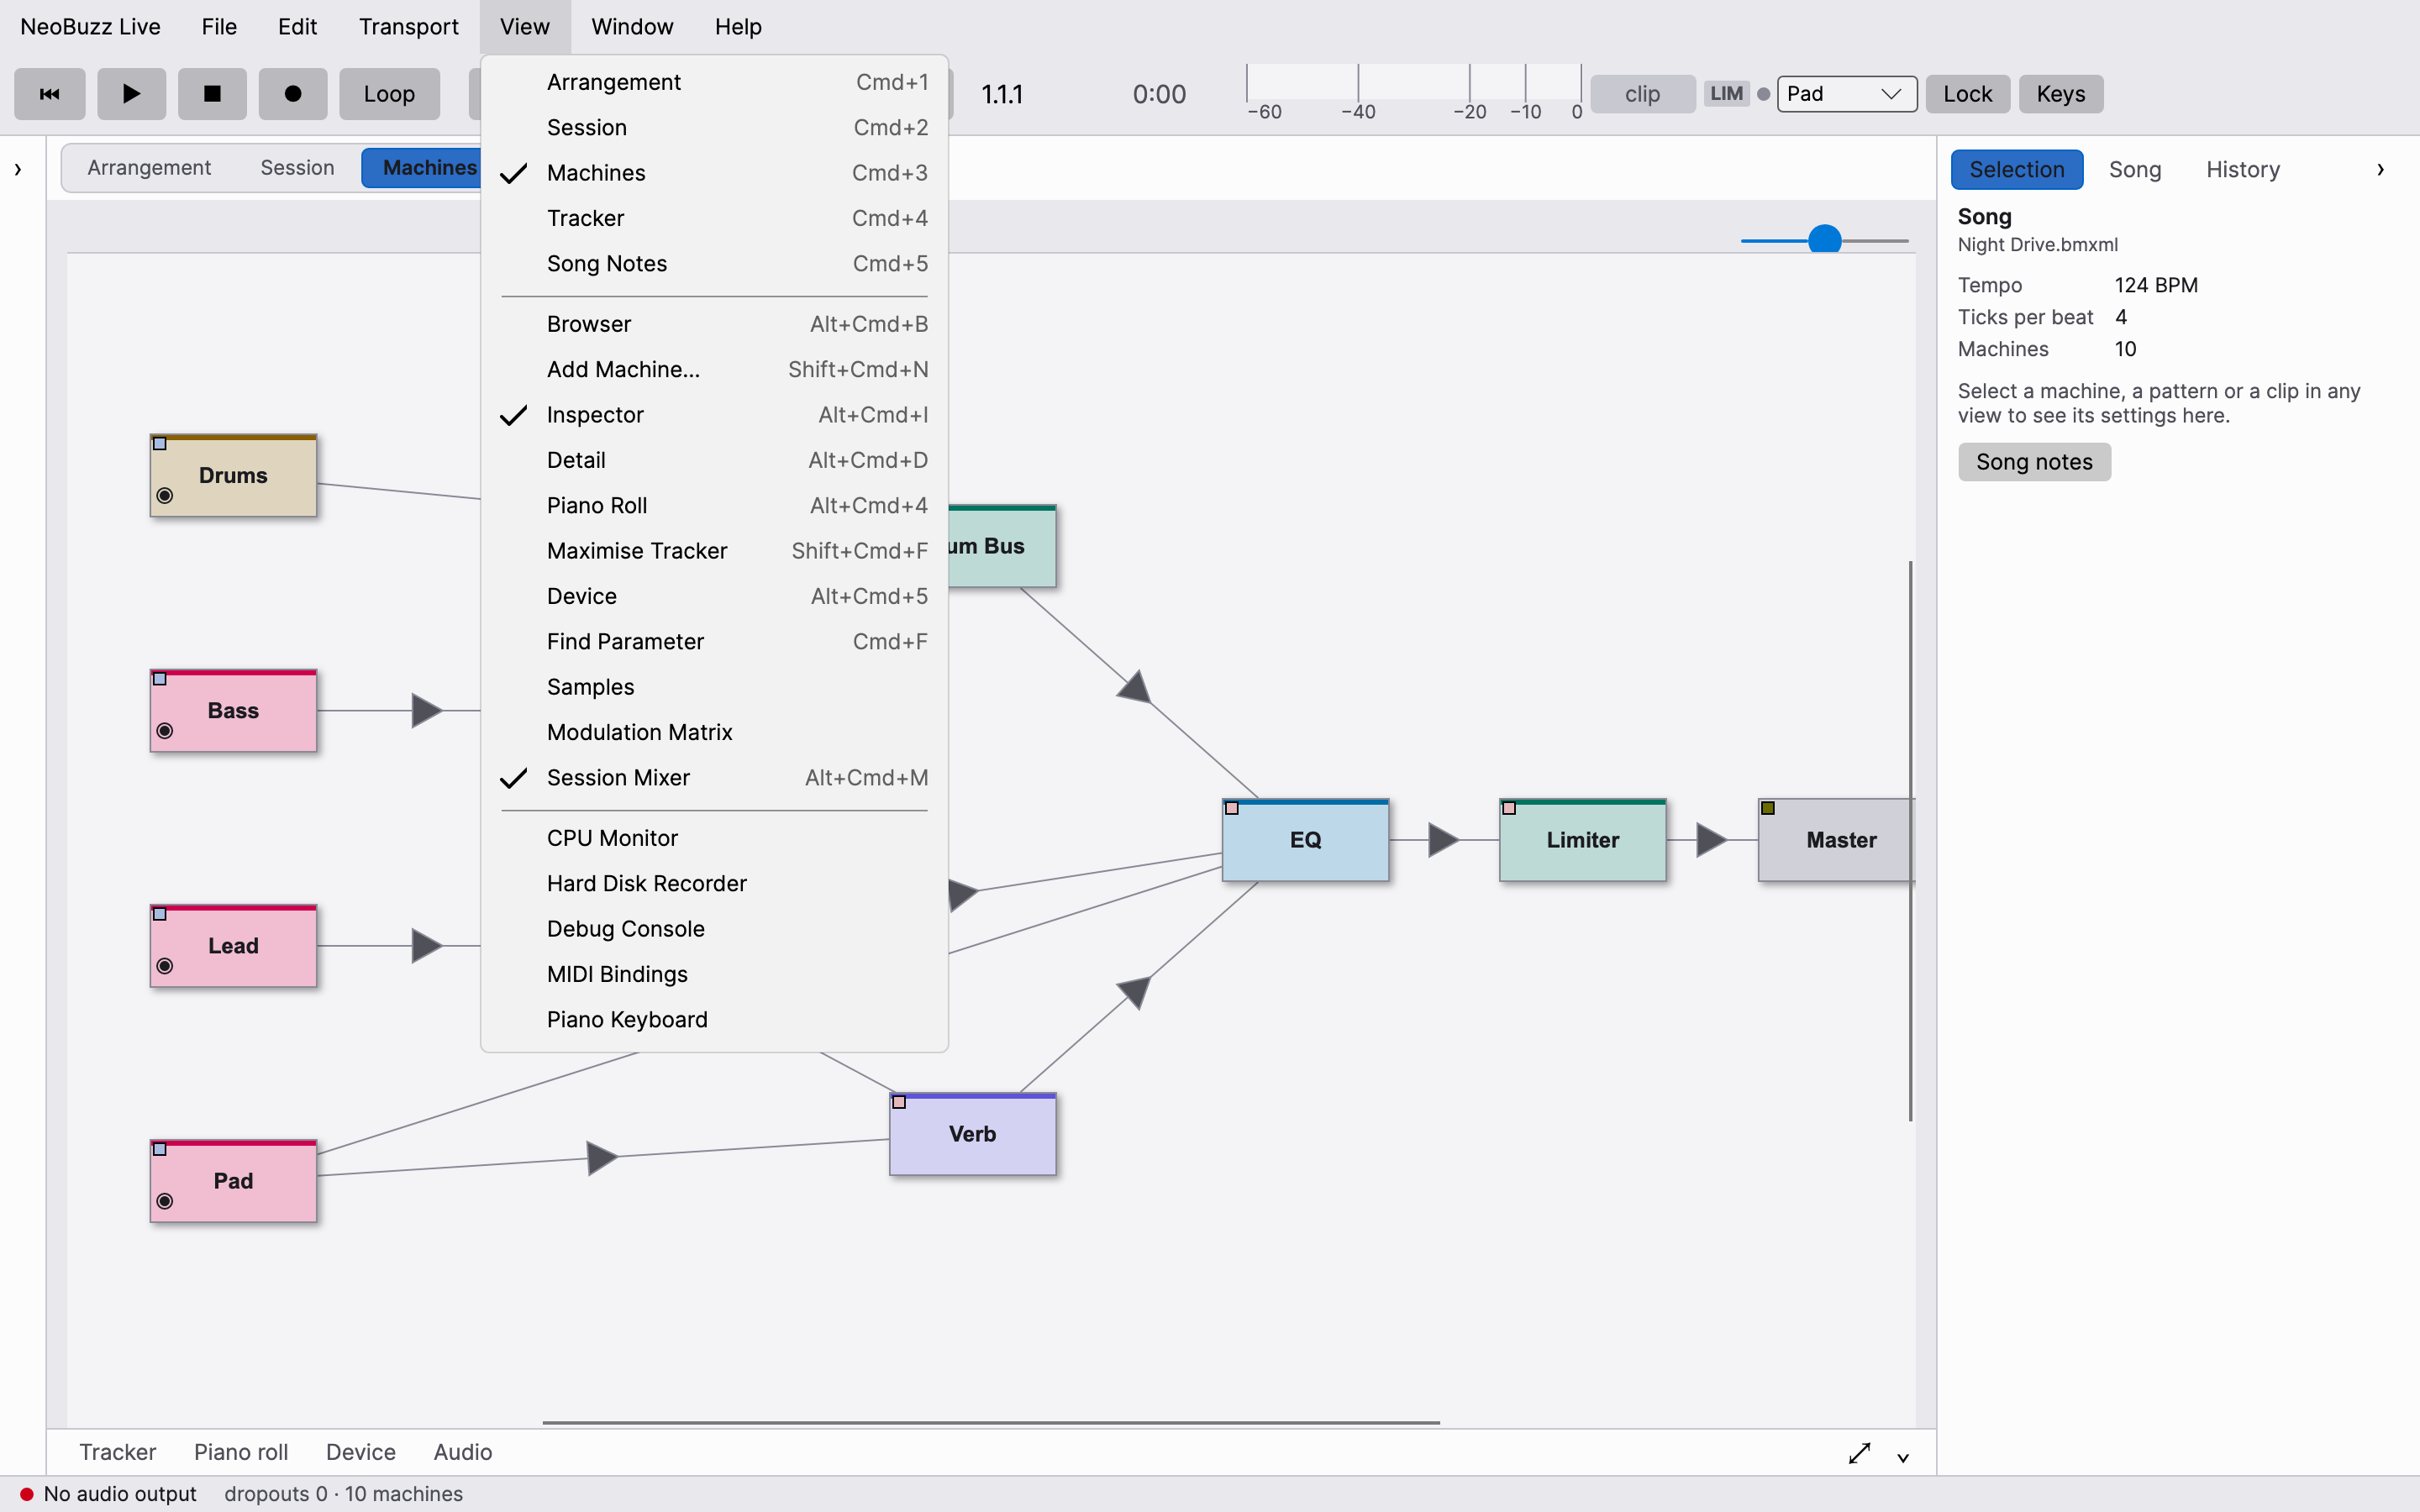 NeoBuzz Live File Edit Transport View Window Help
Loop 1.1.1 0:00 −60 −40 −20 −10 0 clip LIM Pad Lock Keys
Arrangement Cmd+1
Session Cmd+2
Machines Cmd+3
Tracker Cmd+4
Song Notes Cmd+5
Browser Alt+Cmd+B
Add Machine... Shift+Cmd+N
Inspector Alt+Cmd+I
Detail Alt+Cmd+D
Piano Roll Alt+Cmd+4
Maximise Tracker Shift+Cmd+F
Device Alt+Cmd+5
Find Parameter Cmd+F
Samples
Modulation Matrix
Session Mixer Alt+Cmd+M
CPU Monitor
Hard Disk Recorder
Debug Console
MIDI Bindings
Piano Keyboard
Arrangement Session Machines
Drums
Bass
Lead
Pad
um Bus
Verb
EQ
Limiter
Master
Selection Song History
Song
Night Drive.bmxml
Tempo 124 BPM
Ticks per beat 4
Machines 10
Select a machine, a pattern or a clip in any
view to see its settings here.
Song notes
Tracker Piano roll Device Audio
No audio output dropouts 0 · 10 machines